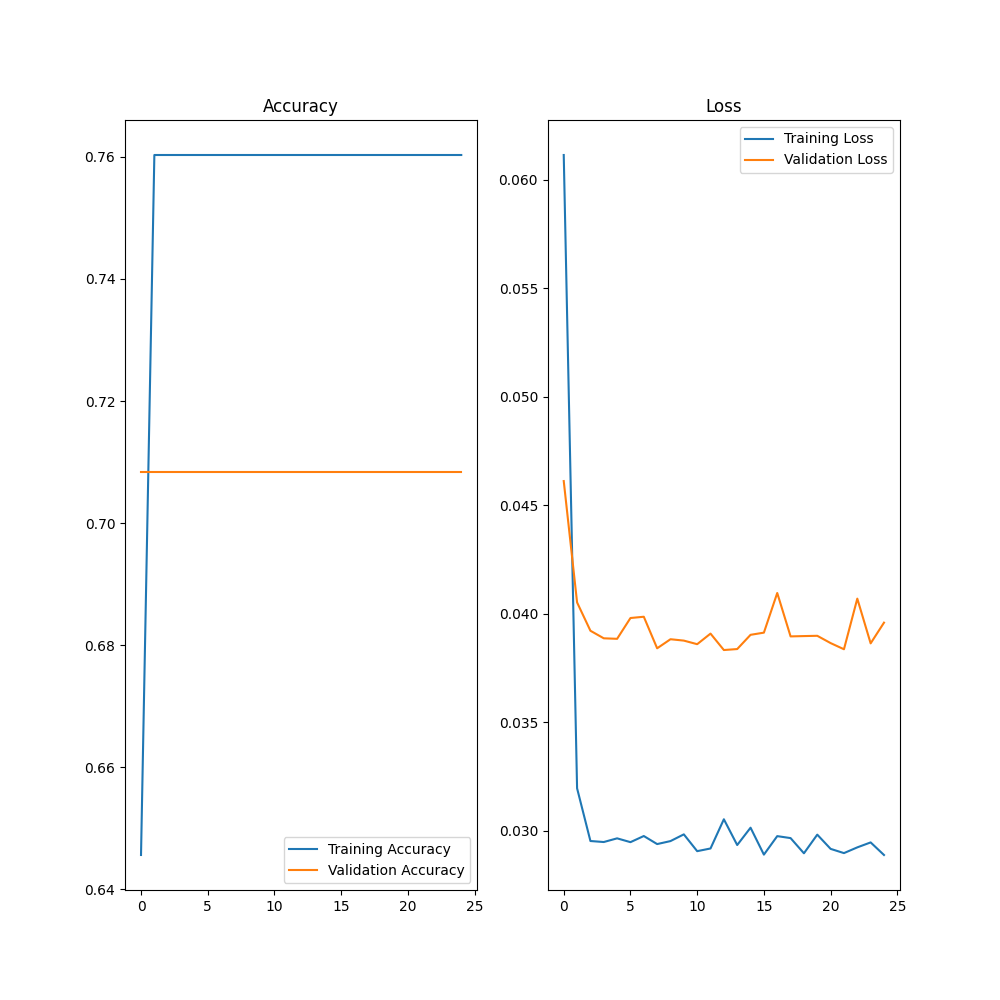 Accuracy
0.76
0.74
0.72
0.70
0.68
0.66
0.64
0 5 10 15 20 25
Training Accuracy
Validation Accuracy
Loss
0.060
0.055
0.050
0.045
0.040
0.035
0.030
0 5 10 15 20 25
Training Loss
Validation Loss